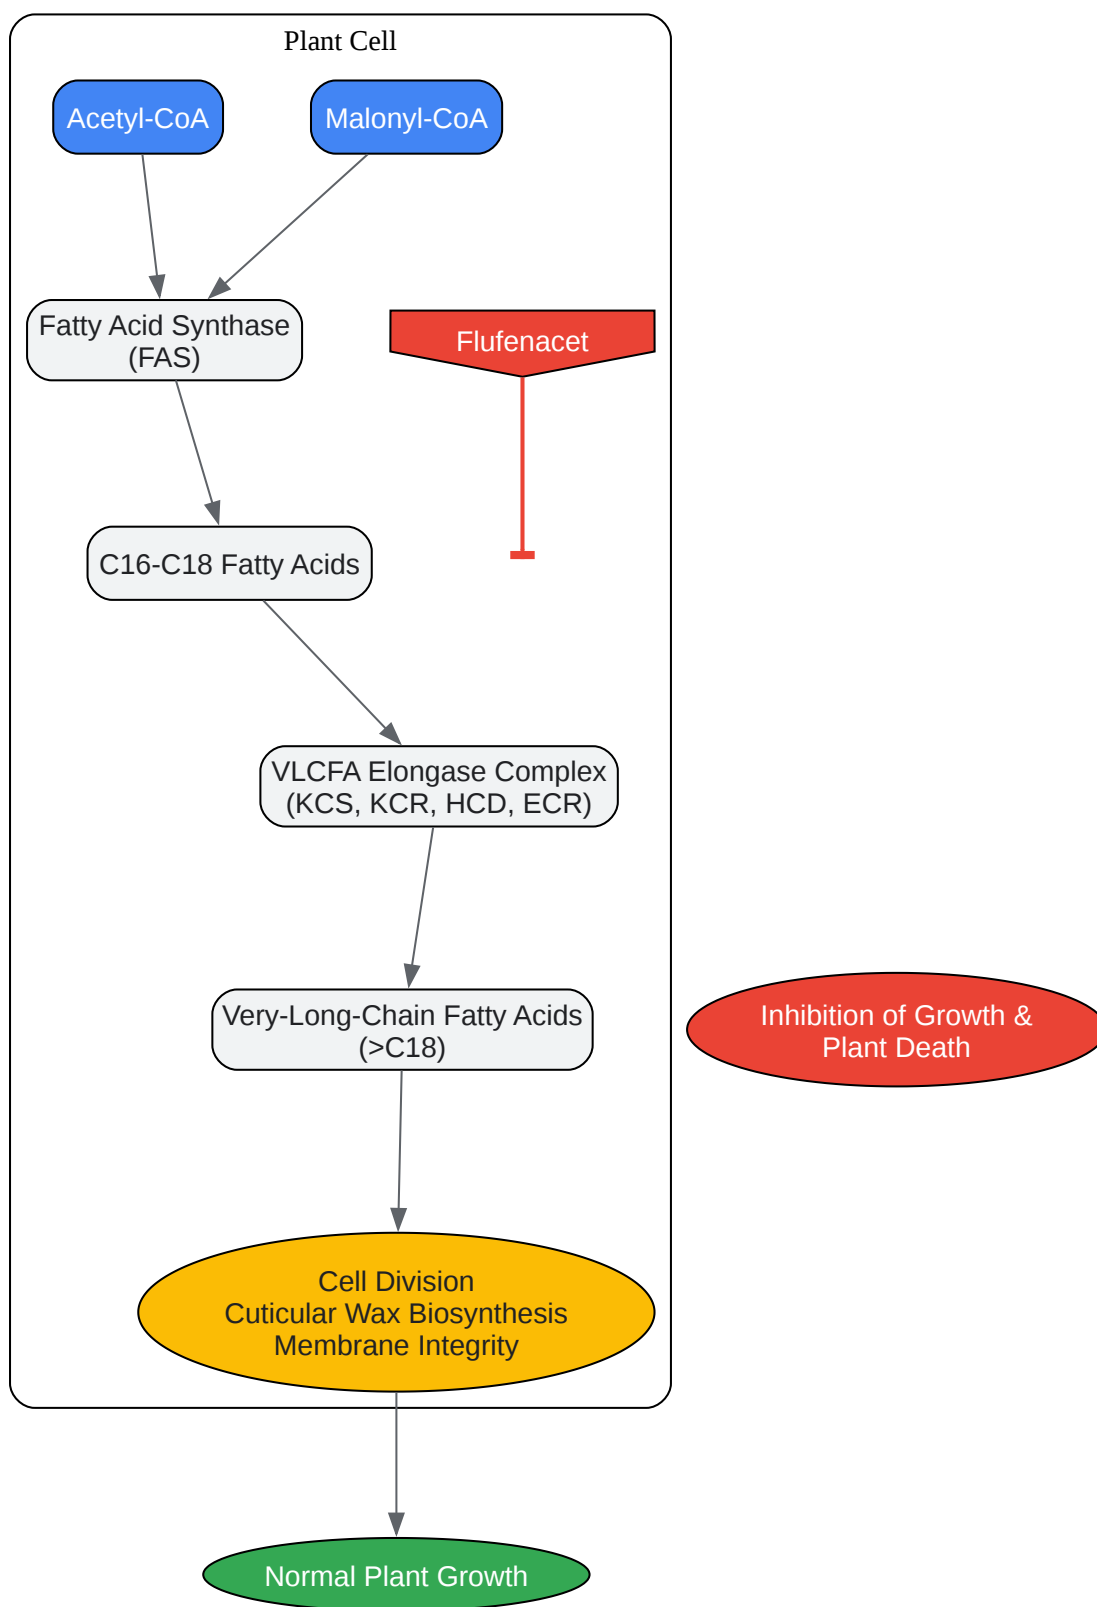 Plant Cell
Acetyl-CoA
Malonyl-CoA
Fatty Acid Synthase
(FAS)
Flufenacet
C16-C18 Fatty Acids
VLCFA Elongase Complex
(KCS, KCR, HCD, ECR)
Very-Long-Chain Fatty Acids
(>C18)
Inhibition of Growth &
Plant Death
Cell Division
Cuticular Wax Biosynthesis
Membrane Integrity
Normal Plant Growth